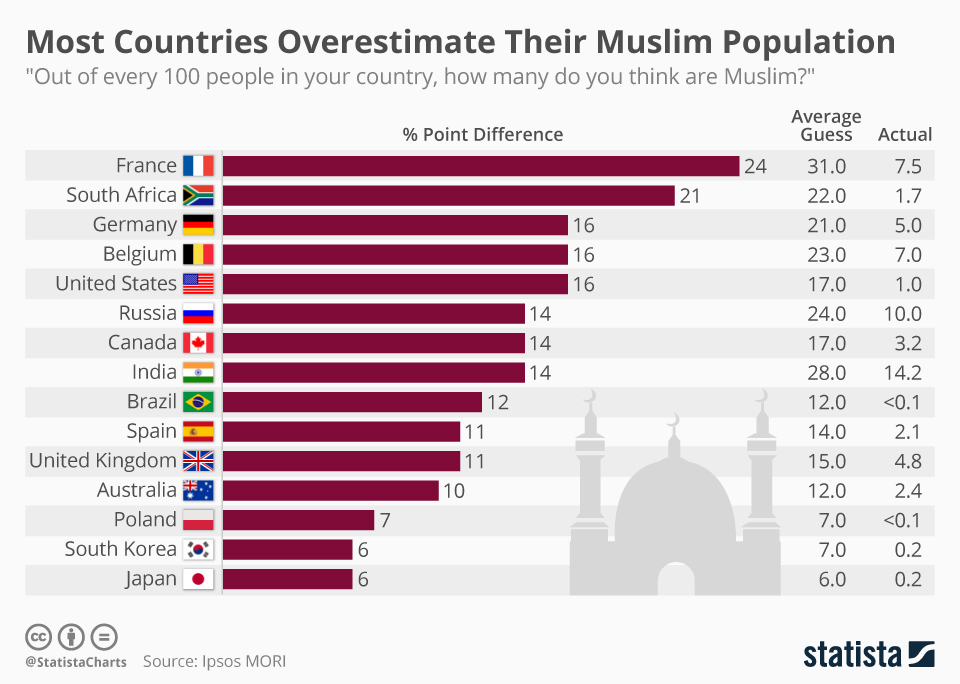 Most Countries Overestimate Their Muslim Population
"Out of every 100 people in your country, how many do you think are Muslim?"
% Point Difference Average Guess Actual
France 24 31.0 7.5
South Africa 21 22.0 1.7
Germany 16 21.0 5.0
Belgium 16 23.0 7.0
United States 16 17.0 1.0
Russia 14 24.0 10.0
Canada 14 17.0 3.2
India 14 28.0 14.2
Brazil 12 12.0 <0.1
Spain 11 14.0 2.1
United Kingdom 11 15.0 4.8
Australia 10 12.0 2.4
Poland 7 7.0 <0.1
South Korea 6 7.0 0.2
Japan 6 6.0 0.2
cc
@StatistaCharts Source: Ipsos MORI
statista